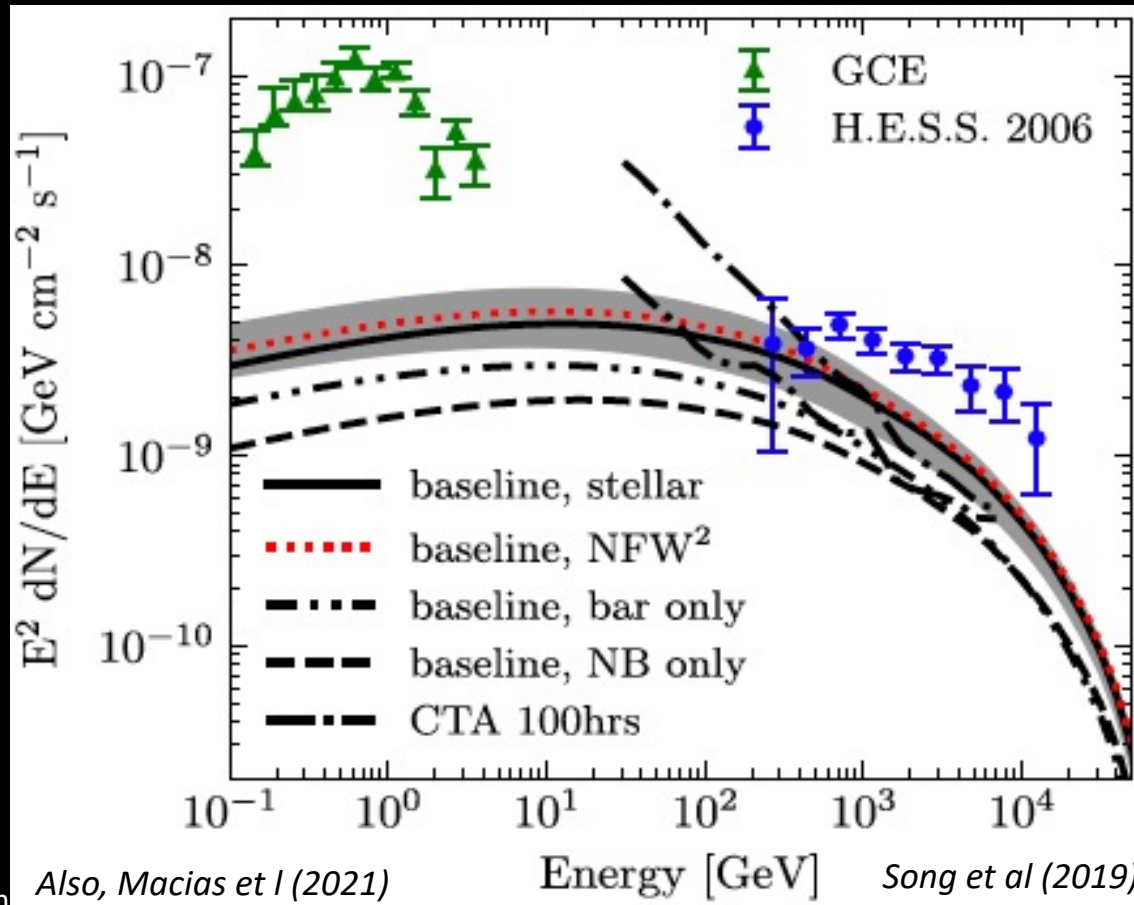 10⁻⁷
10⁻⁸
10⁻⁹
10⁻¹⁰
E² dN/dE [GeV cm⁻² s⁻¹]
GCE
H.E.S.S. 2006
baseline, stellar
baseline, NFW²
baseline, bar only
baseline, NB only
CTA 100hrs
10⁻¹ 10⁰ 10¹ 10² 10³ 10⁴
Energy [GeV]
Also, Macias et l (2021)
Song et al (2019)